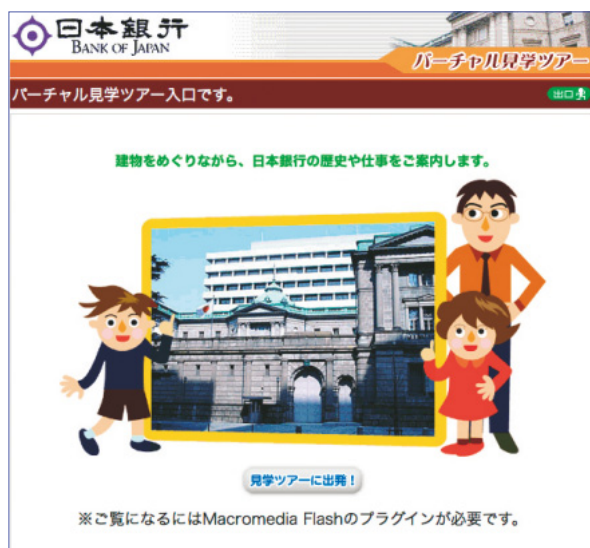 日本銀行
BANK OF JAPAN
バーチャル見学ツアー
バーチャル見学ツアー入口です。
出口
建物をめぐりながら、日本銀行の歴史や仕事をご案内します。
見学ツアーに出発！
※ご覧になるにはMacromedia Flashのプラグインが必要です。